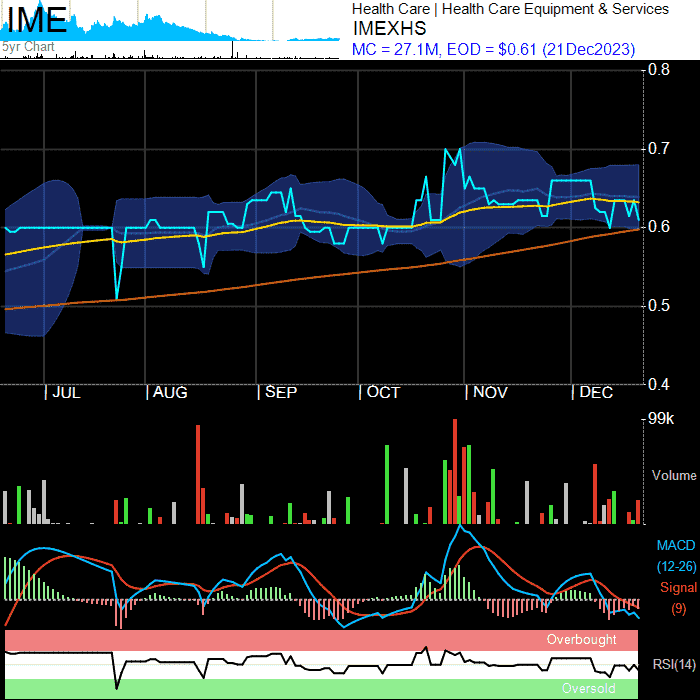 IME
5yr Chart
Health Care | Health Care Equipment & Services
IMEXHS
MC = 27.1M, EOD = $0.61 (21Dec2023)
0.8
0.7
0.6
0.5
0.4
JUL AUG SEP OCT NOV DEC
99k
Volume
MACD
(12-26)
Signal
(9)
Overbought
RSI(14)
Oversold